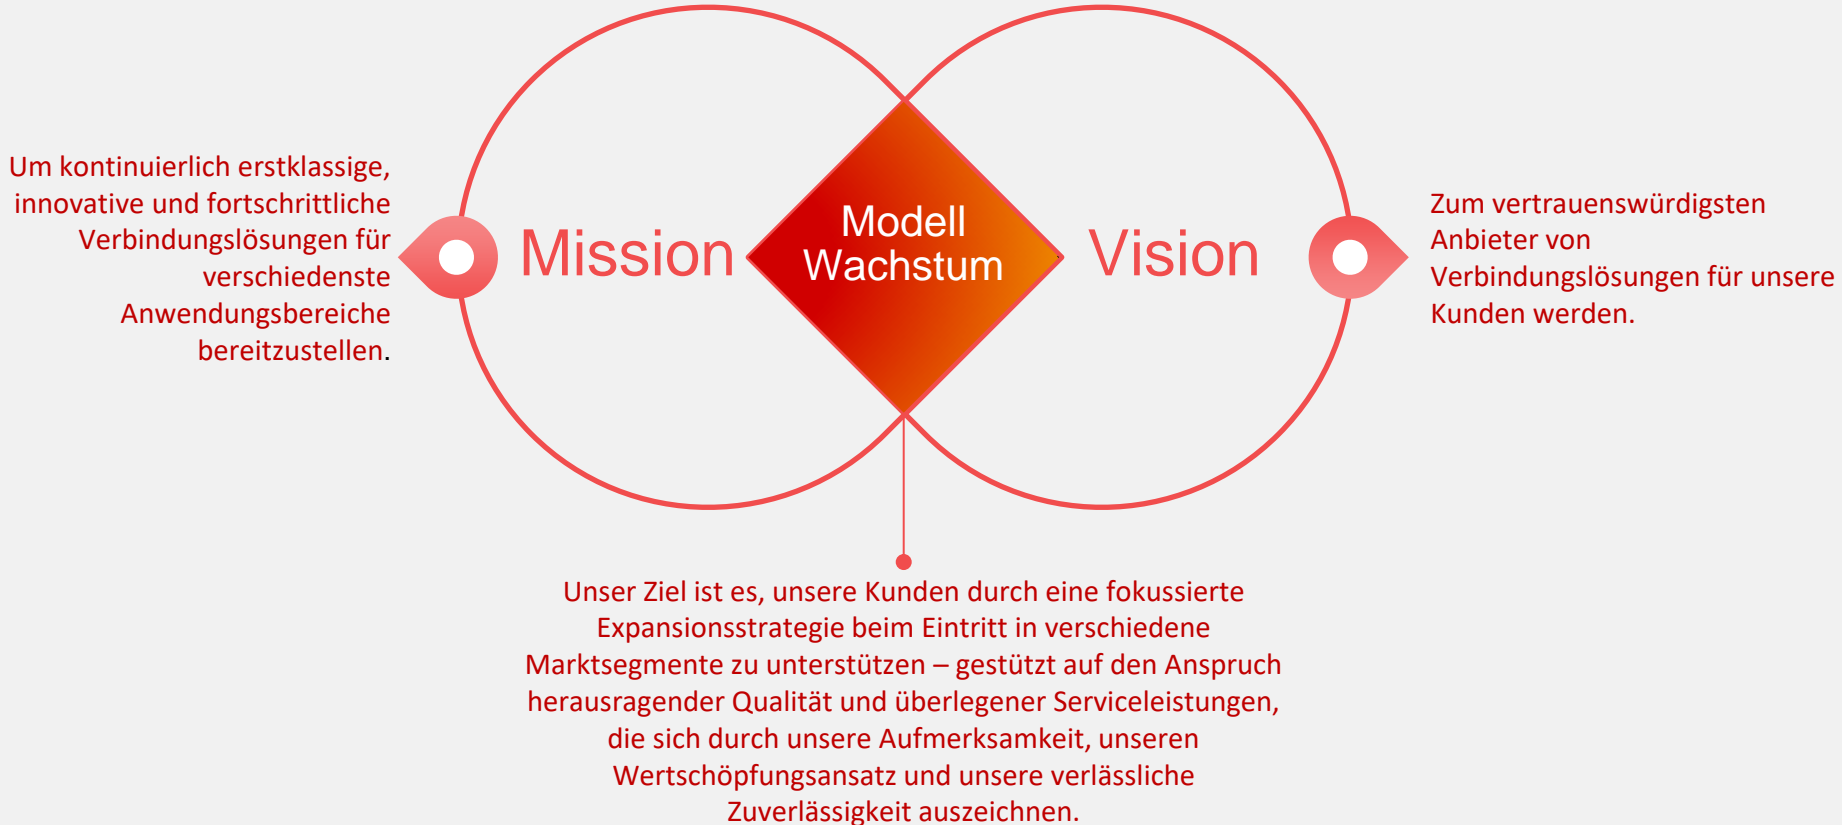 Um kontinuierlich erstklassige,
innovative und fortschrittliche
Verbindungslösungen für
verschiedenste
Anwendungsbereiche
bereitzustellen.
Mission
Modell
Wachstum
Vision
Zum vertrauenswürdigsten
Anbieter von
Verbindungslösungen für unsere
Kunden werden.
Unser Ziel ist es, unsere Kunden durch eine fokussierte
Expansionsstrategie beim Eintritt in verschiedene
Marktsegmente zu unterstützen – gestützt auf den Anspruch
herausragender Qualität und überlegener Serviceleistungen,
die sich durch unsere Aufmerksamkeit, unseren
Wertschöpfungsansatz und unsere verlässliche
Zuverlässigkeit auszeichnen.